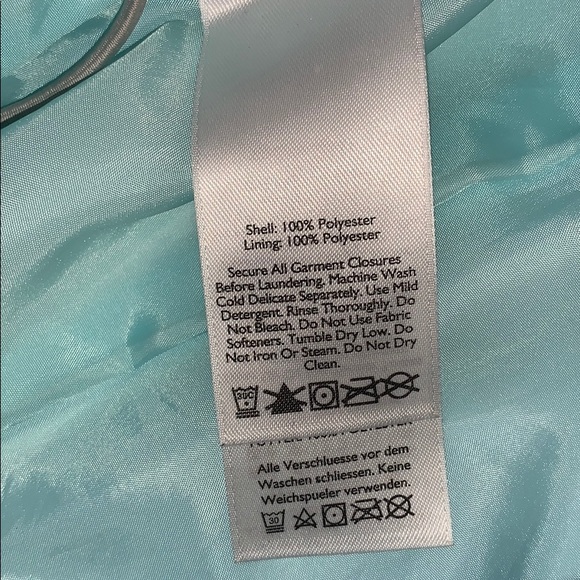 Shell: 100% Polyester
Lining: 100% Polyester
Secure All Garment Closures
Before Laundering. Machine Wash
Cold Delicate Separately. Use Mild
Detergent. Rinse Thoroughly. Do
Not Bleach. Do Not Use Fabric
Softeners. Tumble Dry Low. Do
Not Iron Or Steam. Do Not Dry
Clean.
30C
Alle Verschluesse vor dem
Waschen schliessen. Keine
Weichspueler verwenden.
30